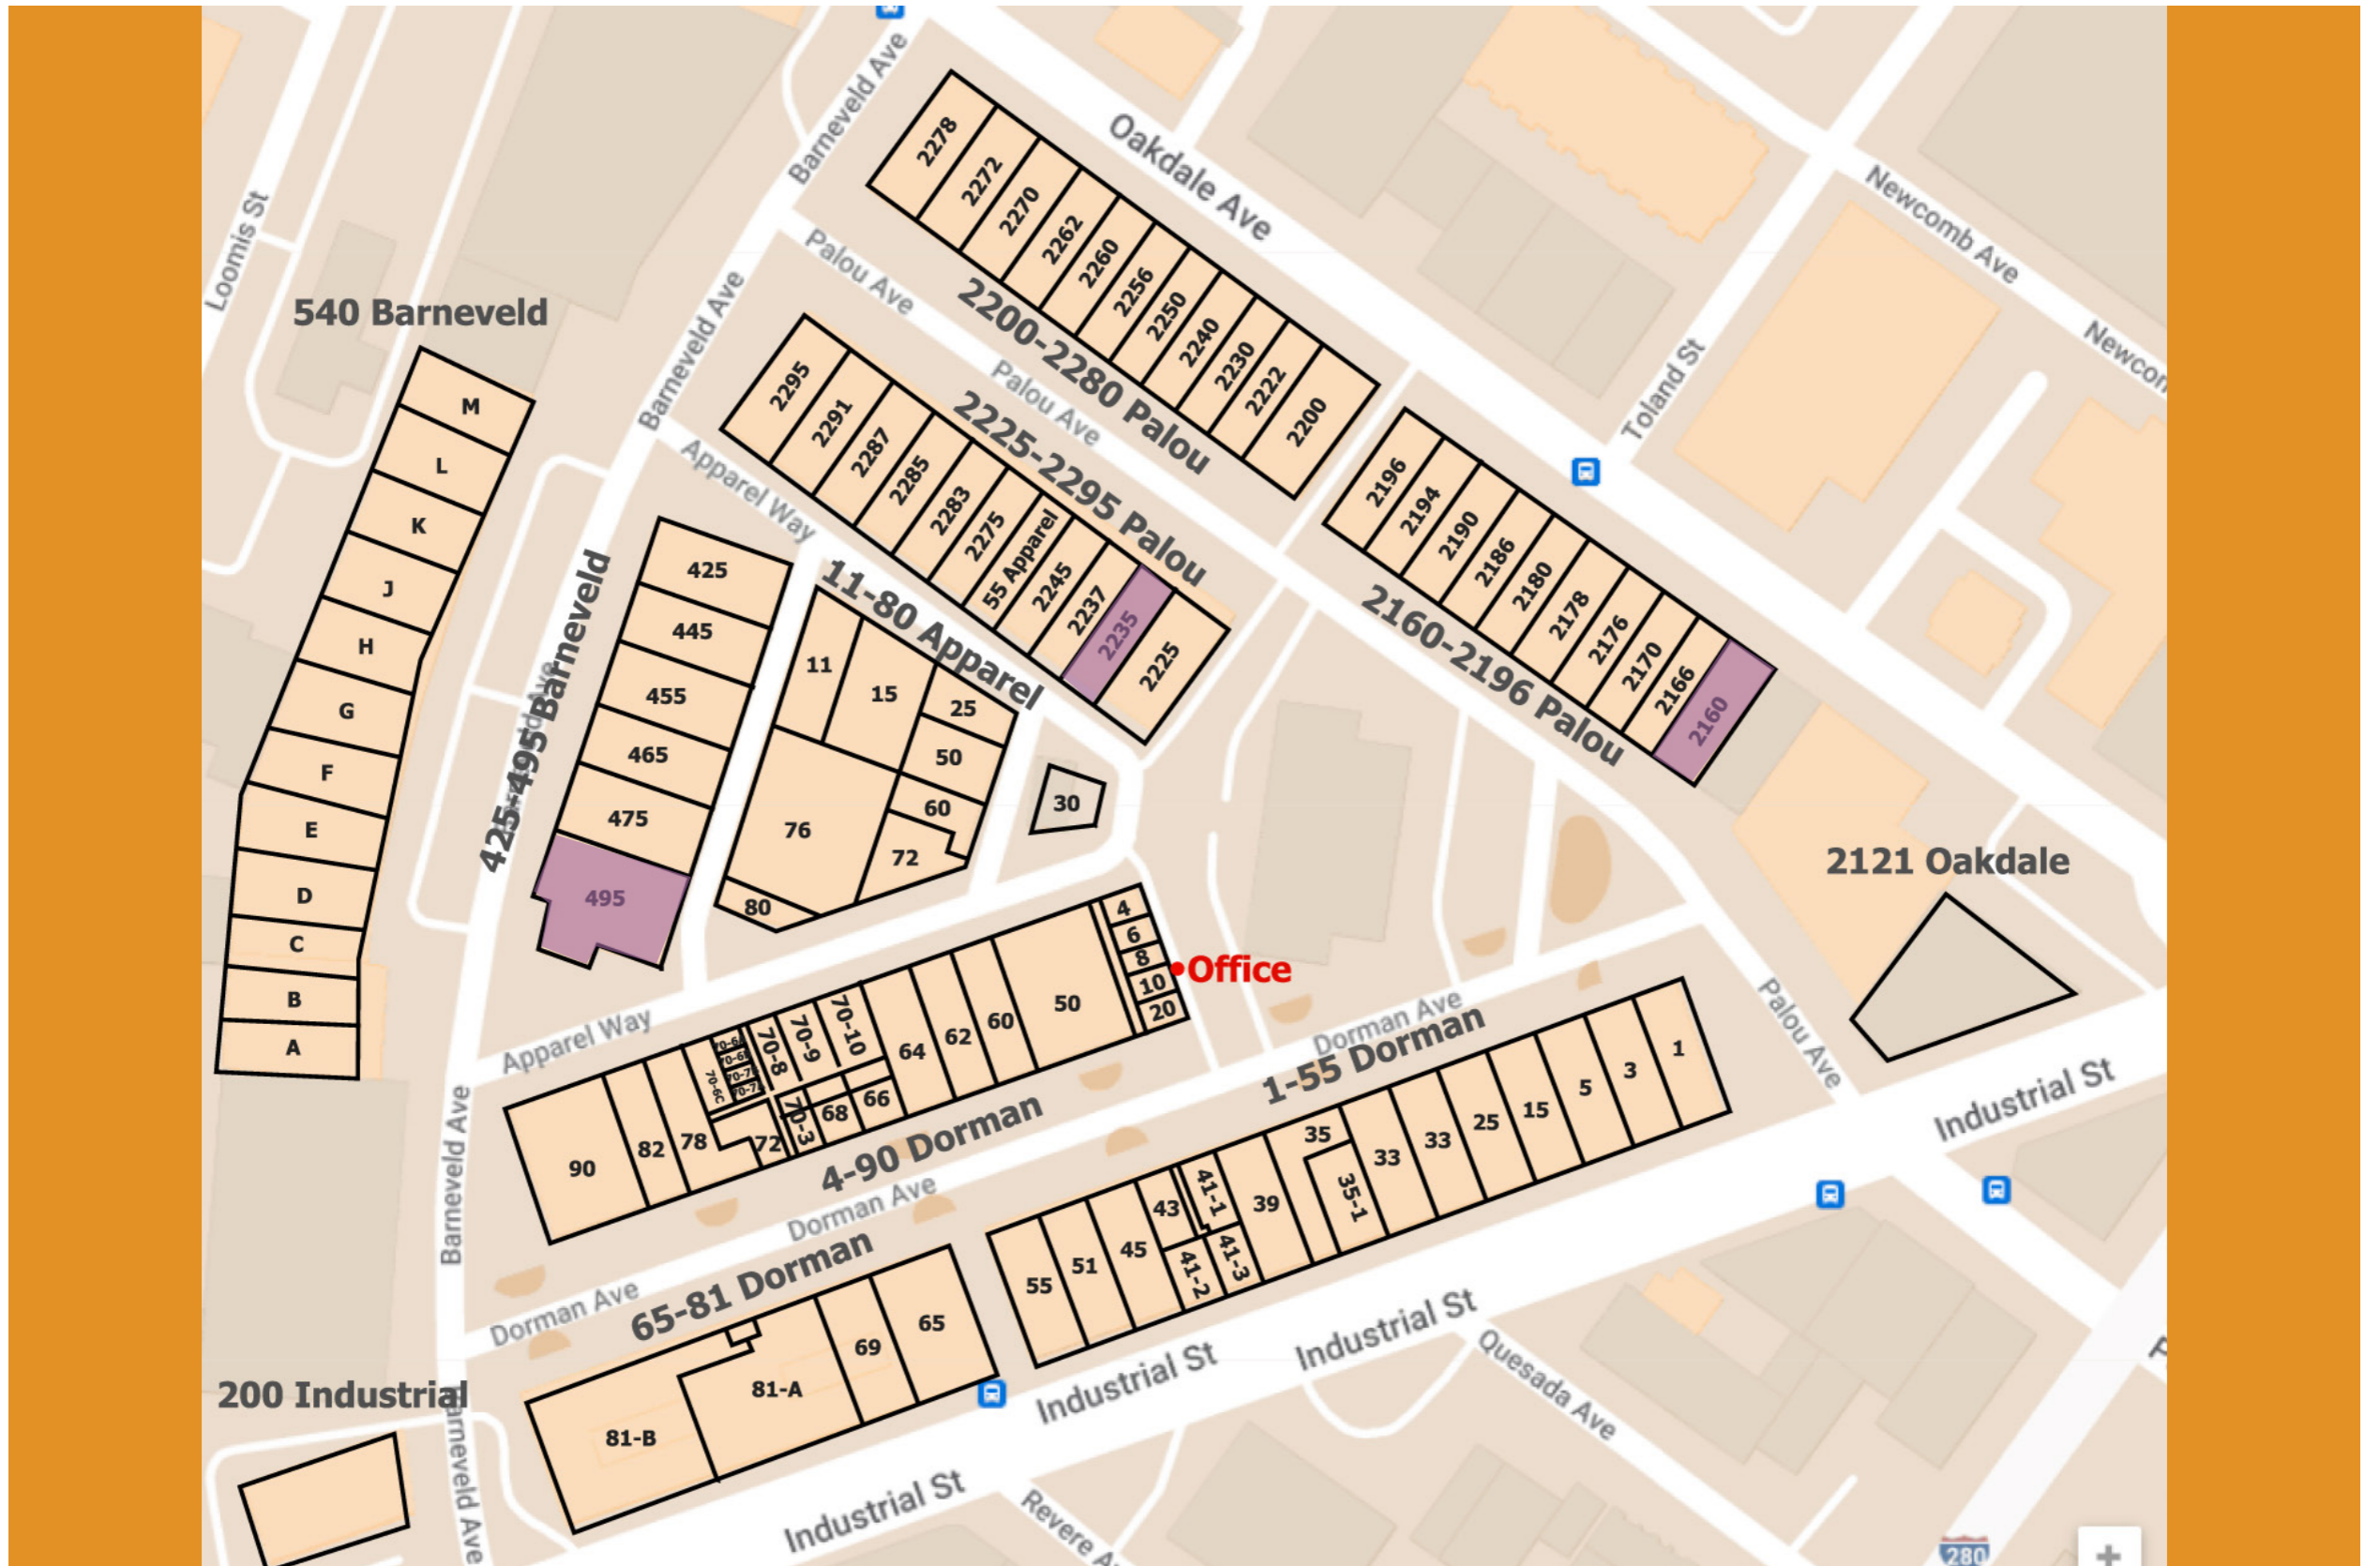 Barneveld Ave
Oakdale Ave
Newcomb Ave
Loomis St
Palou Ave
Toland St
2278
2272
2270
2262
2260
2256
2250
2240
2230
2222
2200
2200-2280 Palou
540 Barneveld
M
L
K
J
H
G
F
E
D
C
B
A
Barneveld Ave
Palou Ave
2225-2295 Palou
2295
2291
2287
2285
2283
2275
55 Apparel
2245
2237
2235
2225
Apparel Way
2196
2194
2190
2186
2180
2178
2176
2170
2166
2160
2160-2196 Palou
425-495 Barneveld
425
445
455
465
475
495
11-80 Apparel
11
15
25
50
60
72
76
80
30
2121 Oakdale
Office
4
6
8
10
20
50
60
62
64
70-10
70-9
70-8
70-6C
66
68
70-3
72
78
82
90
Apparel Way
4-90 Dorman
Dorman Ave
1-55 Dorman
1
3
5
15
25
33
33
35
35-1
39
41-1
41-2
41-3
43
45
51
55
Palou Ave
Industrial St
Barneveld Ave
Dorman Ave
Dorman Ave
65-81 Dorman
65
69
81-A
81-B
200 Industrial
Barneveld Ave
Industrial St
Industrial St
Industrial St
Quesada Ave
280
+